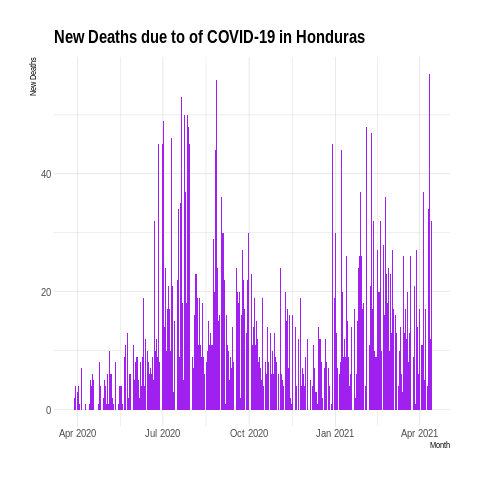 New Deaths due to of COVID-19 in Honduras
New Deaths
40
20
0
Apr 2020
Jul 2020
Oct 2020
Jan 2021
Apr 2021
Month